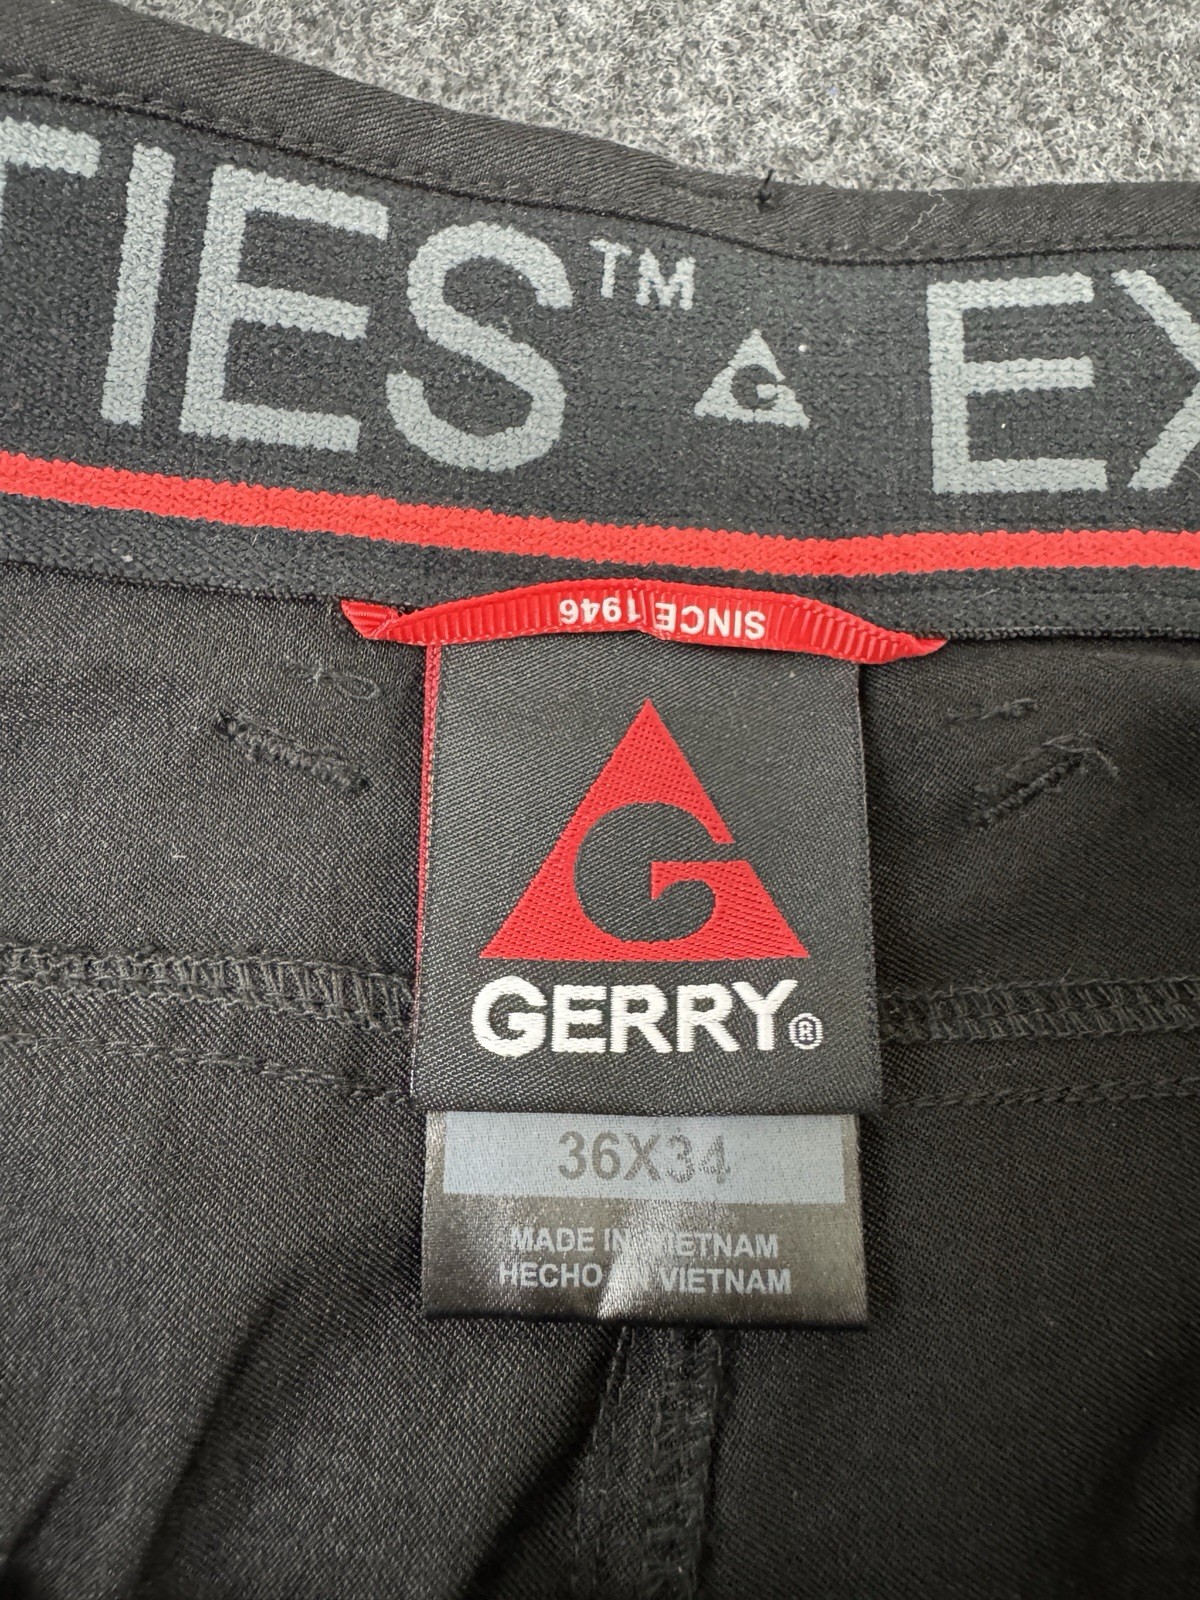 TIES™ G EX
SINCE 1946
G
GERRY®
36X34
MADE IN VIETNAM
HECHO EN VIETNAM